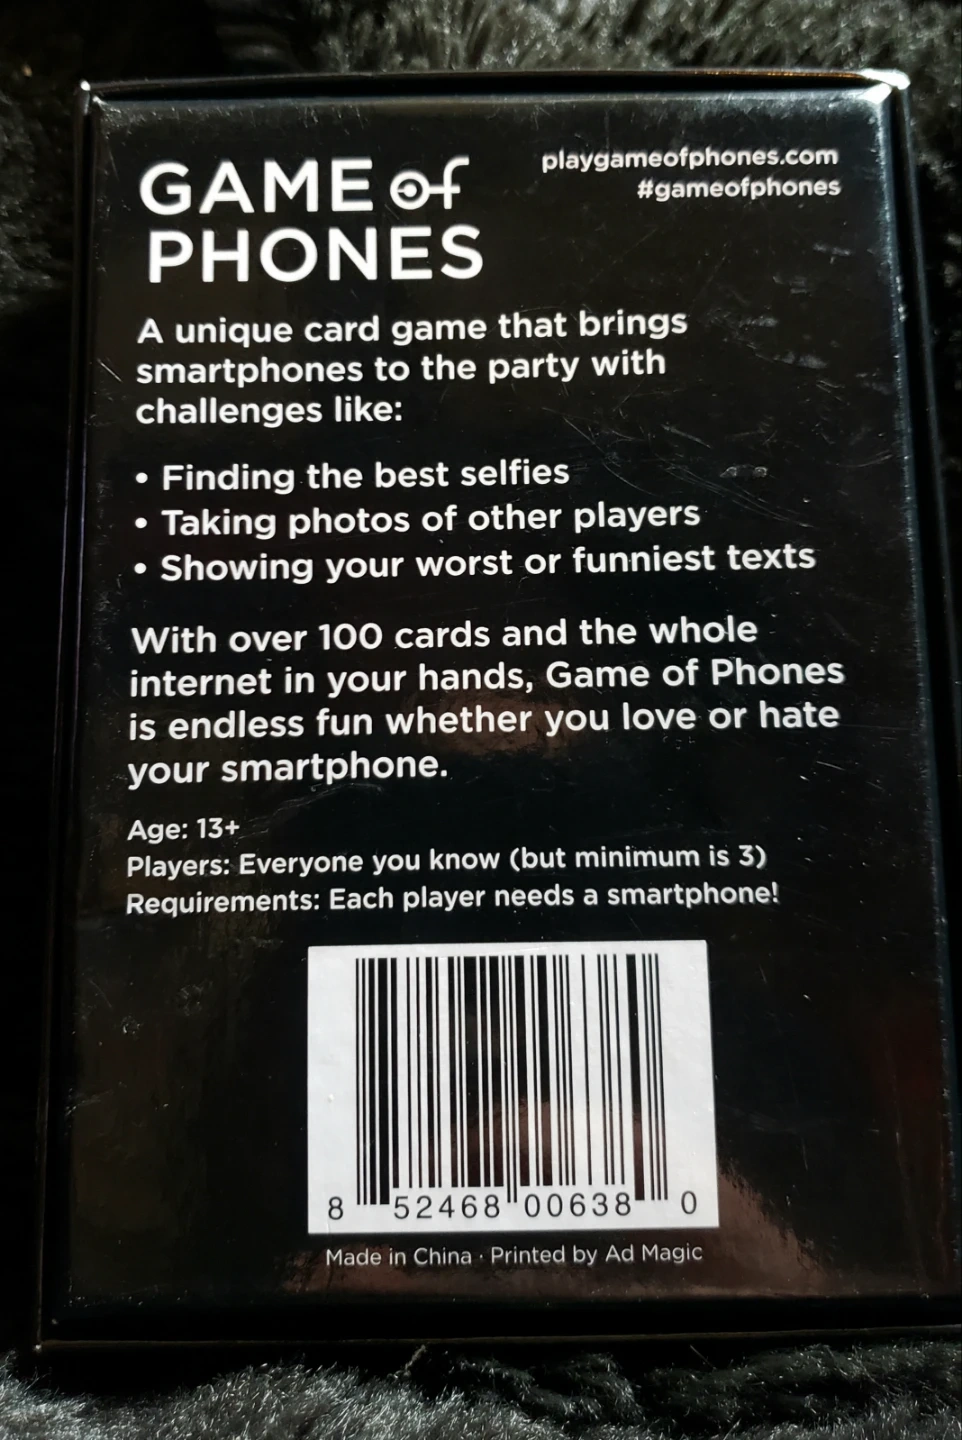 GAME of
PHONES
playgameofphones.com
#gameofphones
A unique card game that brings
smartphones to the party with
challenges like:
• Finding the best selfies
• Taking photos of other players
• Showing your worst or funniest texts
With over 100 cards and the whole
internet in your hands, Game of Phones
is endless fun whether you love or hate
your smartphone.
Age: 13+
Players: Everyone you know (but minimum is 3)
Requirements: Each player needs a smartphone!
8 52468 00638 0
Made in China · Printed by Ad Magic